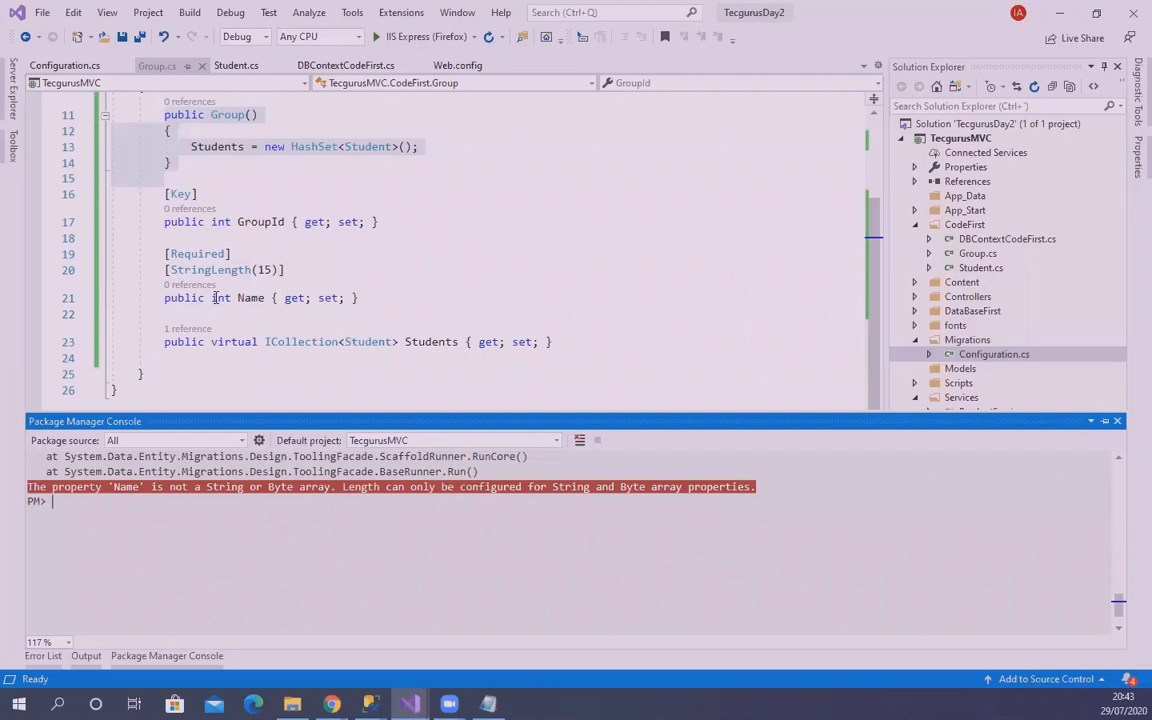 File Edit View Project Build Debug Test Analyze Tools Extensions Window Help Search (Ctrl+Q) TecgurusDay2 IA
Debug Any CPU IIS Express (Firefox) Live Share
Configuration.cs Group.cs Student.cs DBContextCodeFirst.cs Web.config
TecgurusMVC TecgurusMVC.CodeFirst.Group GroupId
0 references
11 public Group()
12 {
13 Students = new HashSet<Student>();
14 }
15
16 [Key]
0 references
17 public int GroupId { get; set; }
18
19 [Required]
20 [StringLength(15)]
0 references
21 public int Name { get; set; }
22
1 reference
23 public virtual ICollection<Student> Students { get; set; }
24
25 }
26 }
Server Explorer
Toolbox
Solution Explorer
Search Solution Explorer (Ctrl+')
Solution 'TecgurusDay2' (1 of 1 project)
TecgurusMVC
Connected Services
Properties
References
App_Data
App_Start
CodeFirst
DBContextCodeFirst.cs
Group.cs
Student.cs
Content
Controllers
DataBaseFirst
fonts
Migrations
Configuration.cs
Models
Scripts
Services
Diagnostic Tools
Properties
Package Manager Console
Package source: All Default project: TecgurusMVC
at System.Data.Entity.Migrations.Design.ToolingFacade.ScaffoldRunner.RunCore()
at System.Data.Entity.Migrations.Design.ToolingFacade.BaseRunner.Run()
The property 'Name' is not a String or Byte array. Length can only be configured for String and Byte array properties.
PM>
117 %
Error List Output Package Manager Console
Ready Add to Source Control 4
20:43
29/07/2020